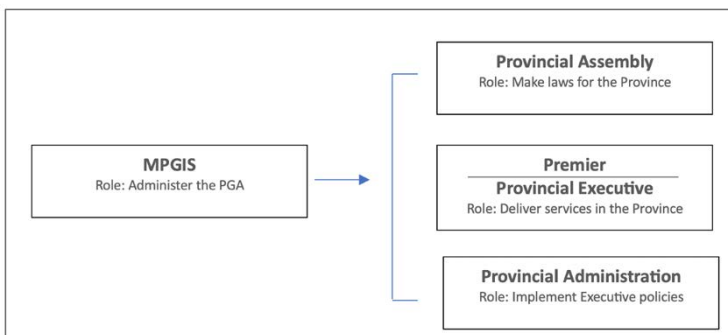 MPGIS
Role: Administer the PGA
Provincial Assembly
Role: Make laws for the Province
Premier
Provincial Executive
Role: Deliver services in the Province
Provincial Administration
Role: Implement Executive policies